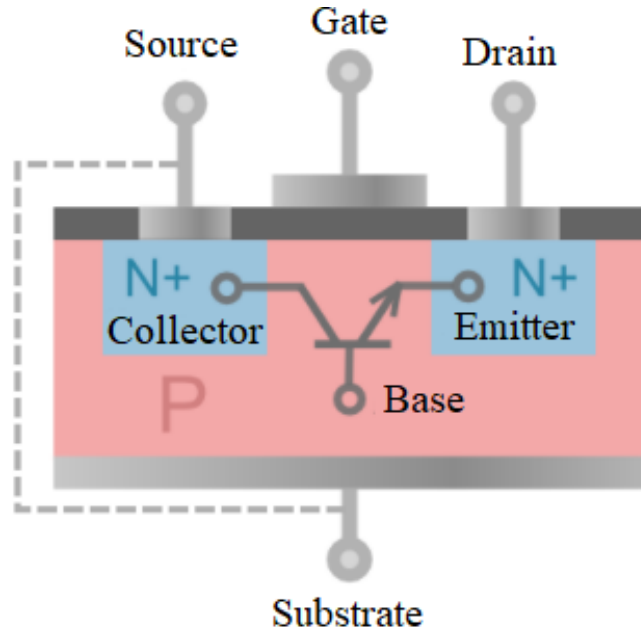 Source
Gate
Drain
N+
N+
Collector
Emitter
P
Base
Substrate